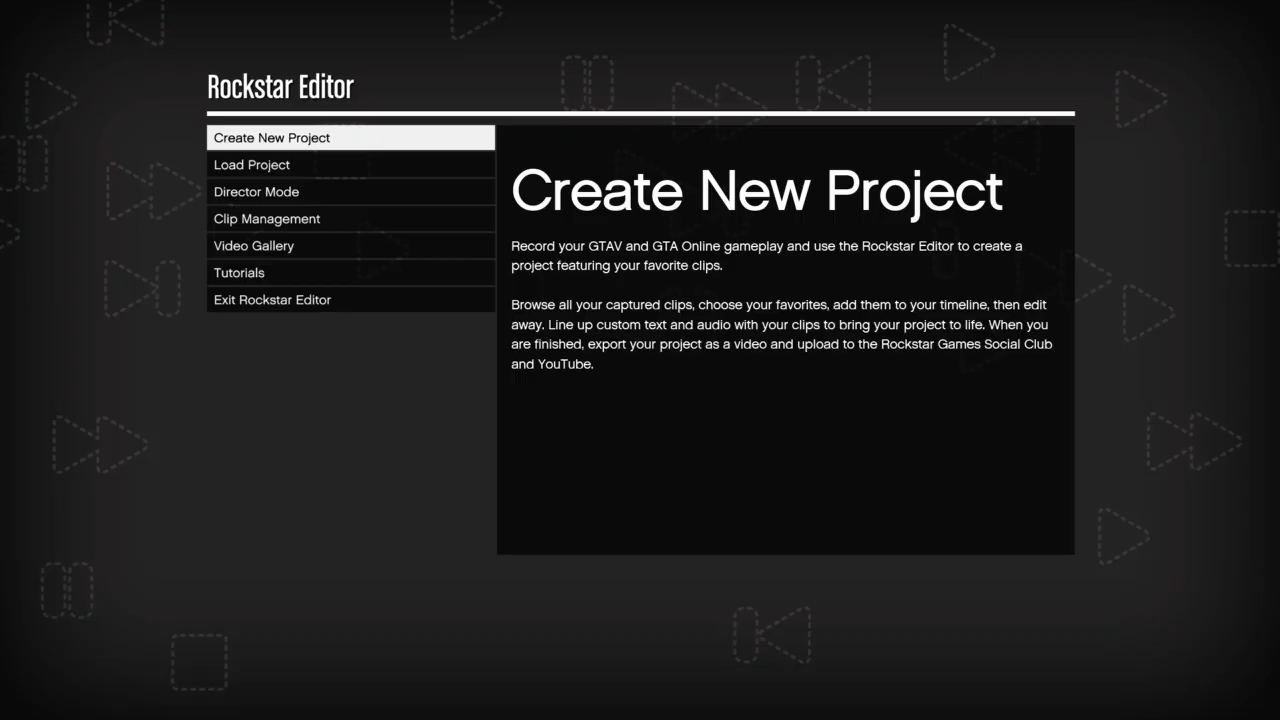 Rockstar Editor
Create New Project
Load Project
Director Mode
Clip Management
Video Gallery
Tutorials
Exit Rockstar Editor
Create New Project
Record your GTAV and GTA Online gameplay and use the Rockstar Editor to create a
project featuring your favorite clips.
Browse all your captured clips, choose your favorites, add them to your timeline, then edit
away. Line up custom text and audio with your clips to bring your project to life. When you
are finished, export your project as a video and upload to the Rockstar Games Social Club
and YouTube.